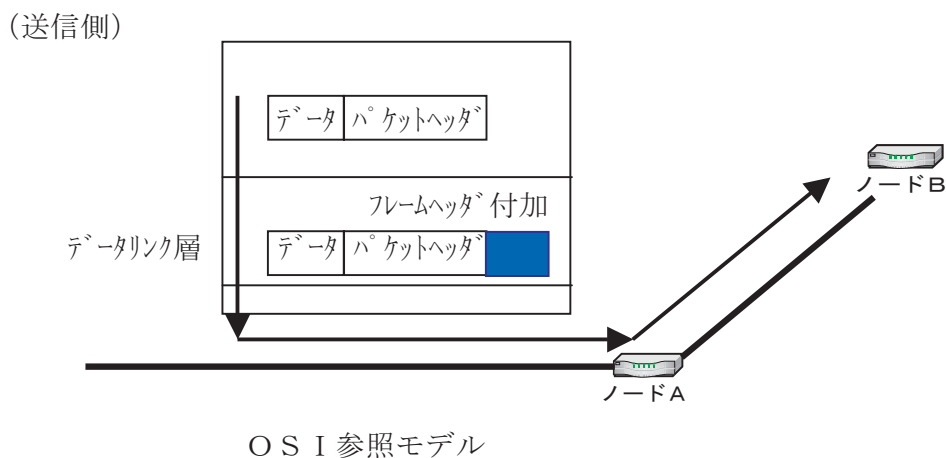 (送信側)
データ パケットヘッダ
ノードB
フレームヘッダ付加
データリンク層
データ パケットヘッダ
ノードA
OSI参照モデル